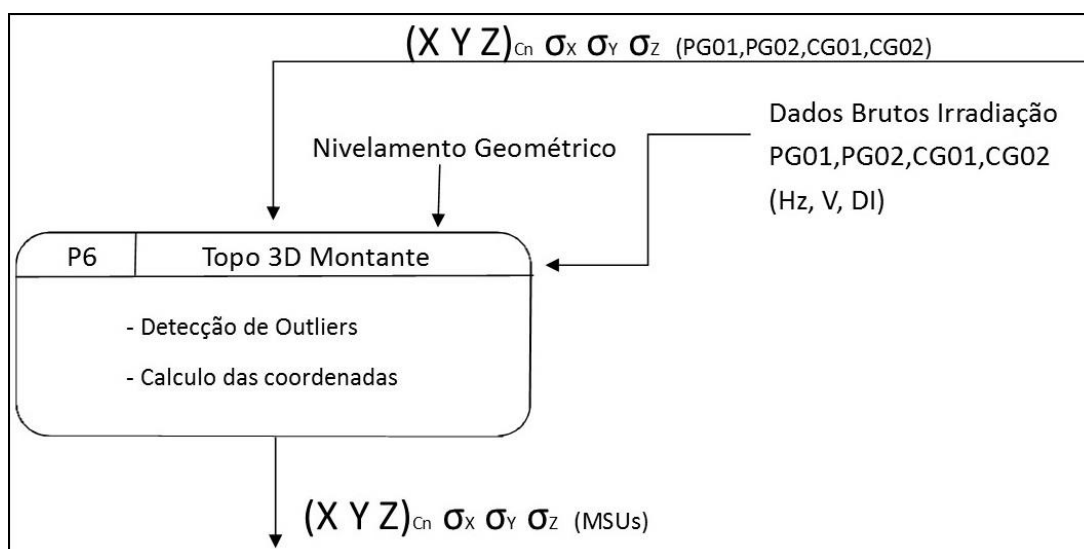 (X Y Z)Cn σX σY σZ (PG01,PG02,CG01,CG02)
Dados Brutos Irradiação
PG01,PG02,CG01,CG02
(Hz, V, DI)
Nivelamento Geométrico
P6 Topo 3D Montante
- Detecção de Outliers
- Calculo das coordenadas
(X Y Z)Cn σX σY σZ (MSUs)